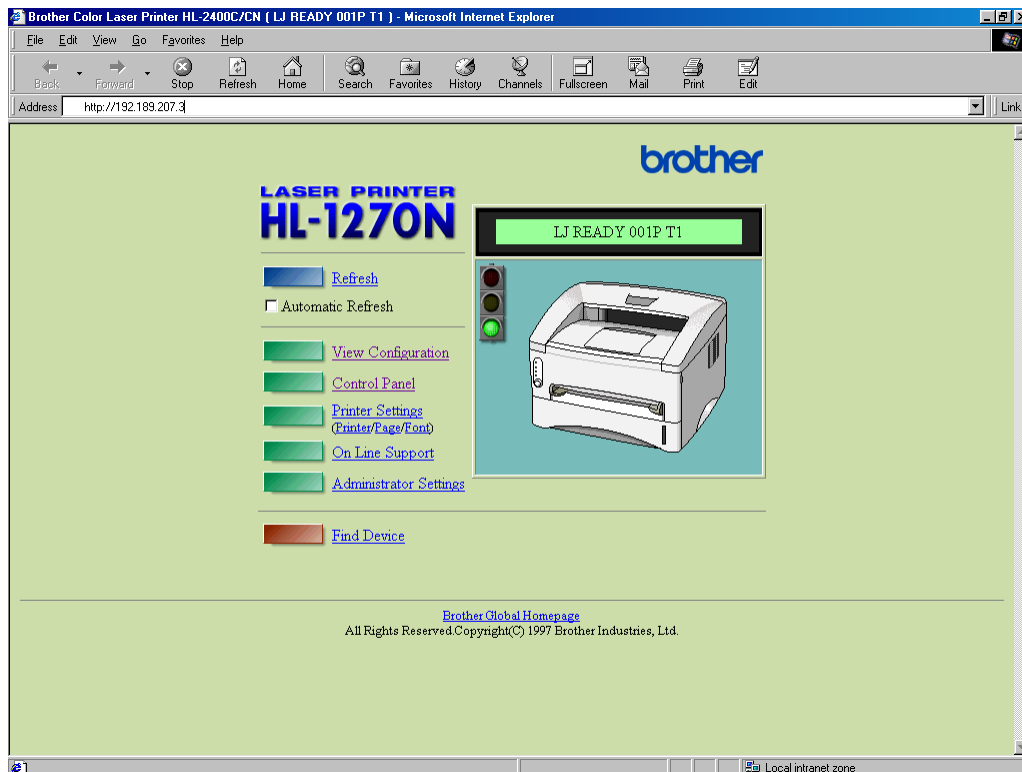 Brother Color Laser Printer HL-2400C/CN ( LJ READY 001P T1 ) - Microsoft Internet Explorer
File Edit View Go Favorites Help
Back Forward Stop Refresh Home Search Favorites History Channels Fullscreen Mail Print Edit
Address http://192.189.207.3 Link
brother
LASER PRINTER
HL-1270N
LJ READY 001P T1
Refresh
Automatic Refresh
View Configuration
Control Panel
Printer Settings
(Printer/Page/Font)
On Line Support
Administrator Settings
Find Device
Brother Global Homepage
All Rights Reserved.Copyright(C) 1997 Brother Industries, Ltd.
Local intranet zone